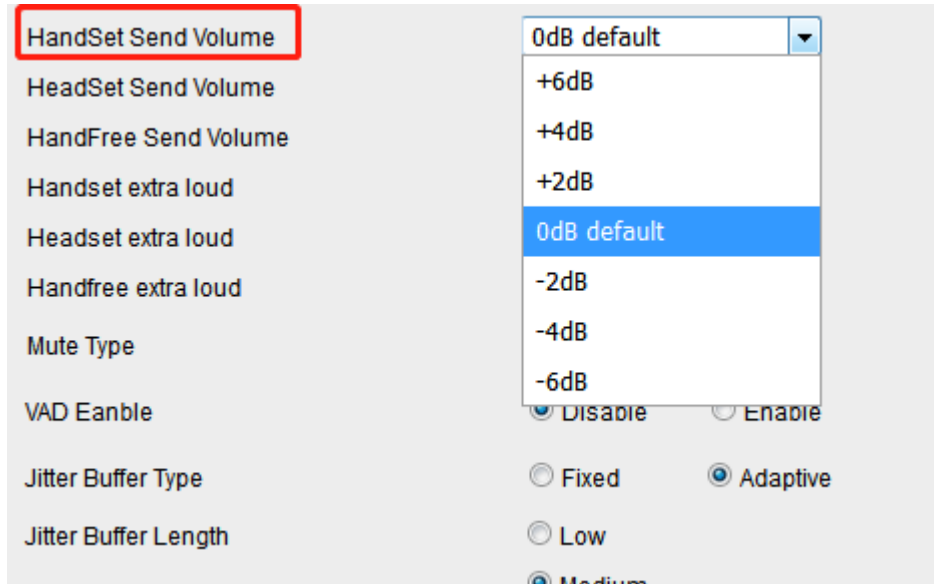 HandSet Send Volume 0dB default
HeadSet Send Volume +6dB
HandFree Send Volume +4dB
Handset extra loud +2dB
Headset extra loud 0dB default
Handfree extra loud -2dB
Mute Type -4dB
-6dB
VAD Eanble Disable Enable
Jitter Buffer Type Fixed Adaptive
Jitter Buffer Length Low
Medium